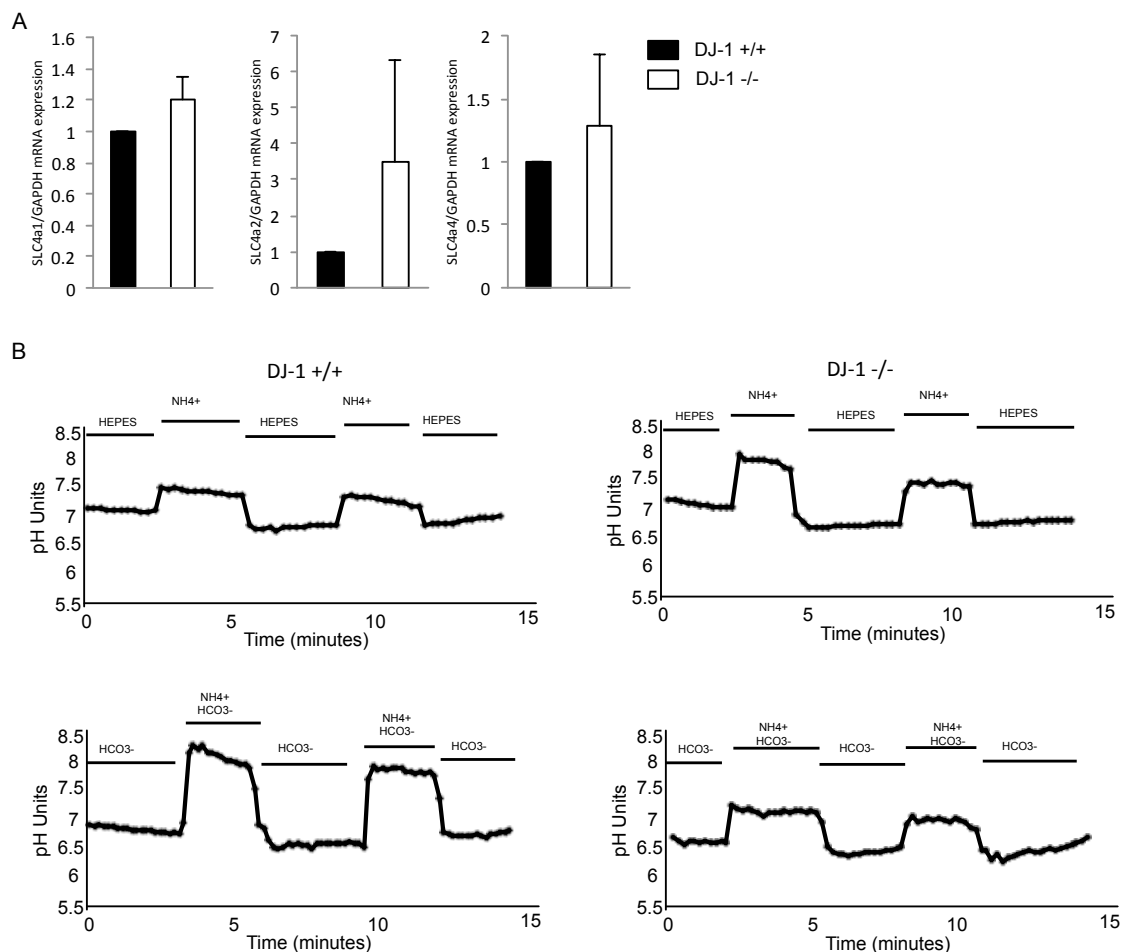 A
SLC4a1/GAPDH mRNA expression
1.6
1.4
1.2
1
0.8
0.6
0.4
0.2
0
SLC4a2/GAPDH mRNA expression
7
6
5
4
3
2
1
0
SLC4a4/GAPDH mRNA expression
2
1.5
1
0.5
0
DJ-1 +/+
DJ-1 -/-
B
DJ-1 +/+
NH4+ NH4+
HEPES HEPES HEPES
pH Units
8.5
8
7.5
7
6.5
6
5.5
0 5 10 15
Time (minutes)
DJ-1 -/-
NH4+ NH4+
HEPES HEPES HEPES
pH Units
8.5
8
7.5
7
6.5
6
5.5
0 5 10 15
Time (minutes)
NH4+ NH4+
HCO3- HCO3-
HCO3- HCO3- HCO3-
pH Units
8.5
8
7.5
7
6.5
6
5.5
0 5 10 15
Time (minutes)
NH4+ NH4+
HCO3- HCO3- HCO3- HCO3- HCO3-
pH Units
8.5
8
7.5
7
6.5
6
5.5
0 5 10 15
Time (minutes)